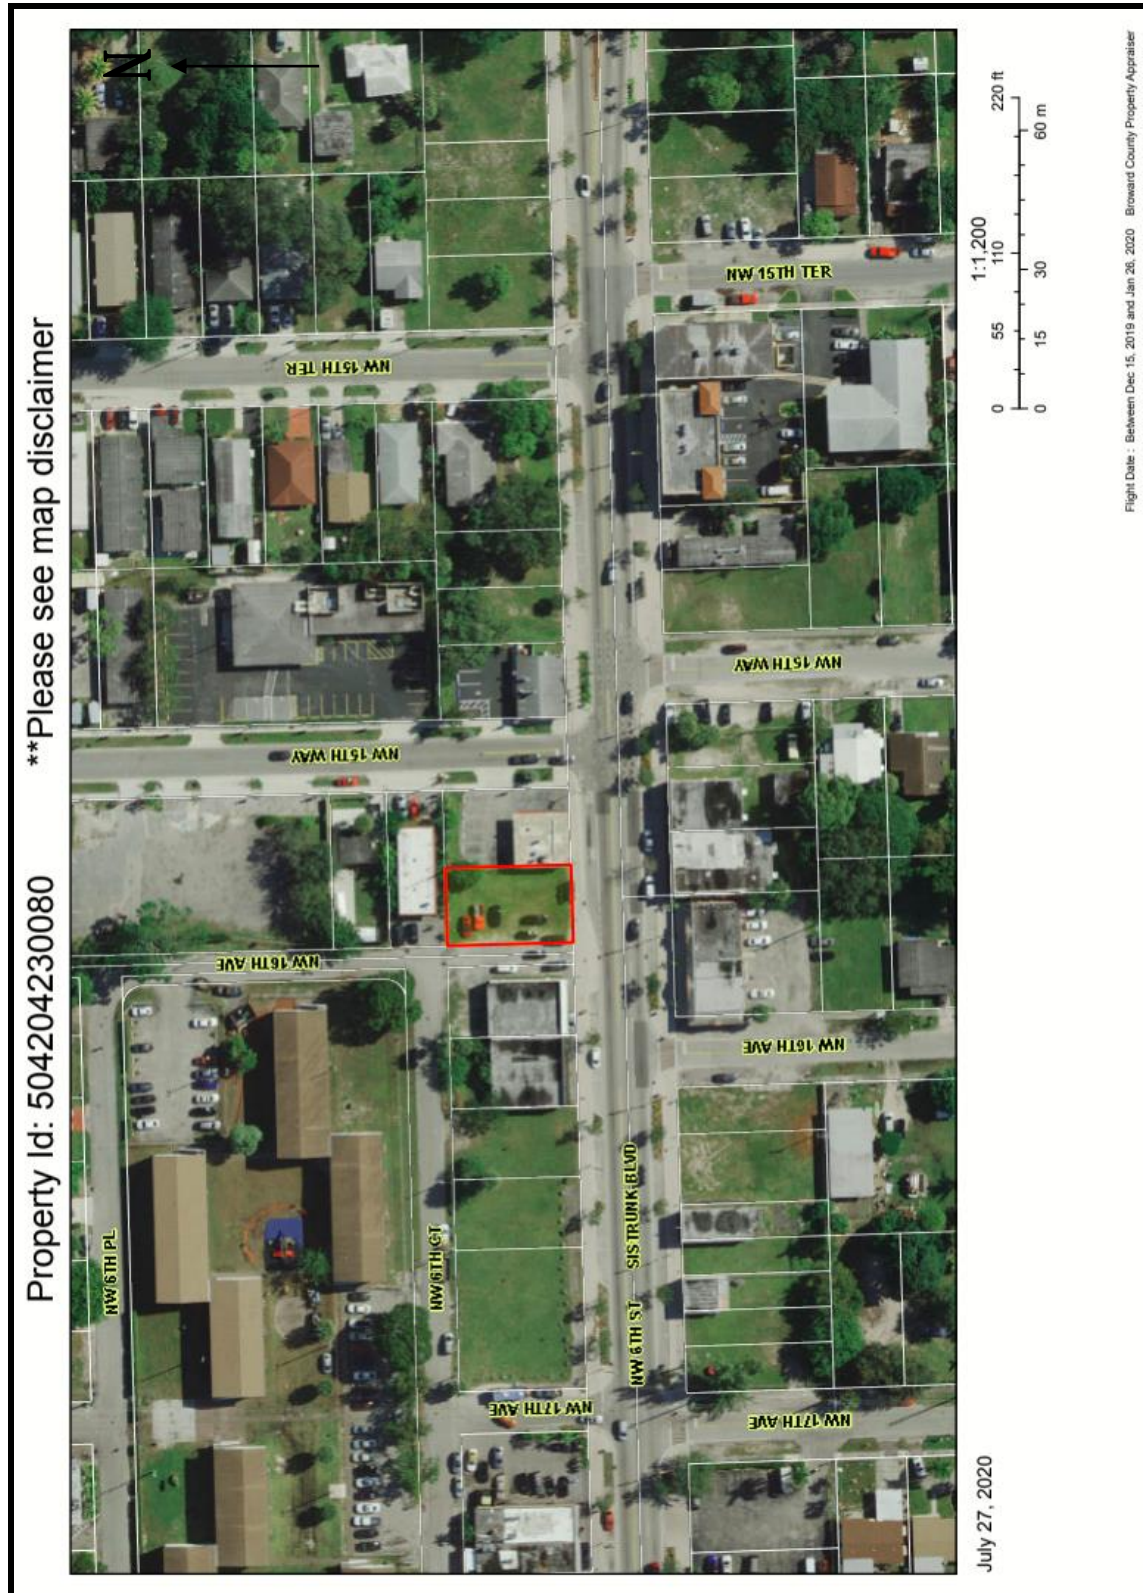 Property Id: 504204230080
**Please see map disclaimer
N
NW 6TH PL
NW 6TH CT
NW 16TH AVE
NW 15TH WAY
NW 15TH TER
NW 17TH AVE
NW 6TH ST
SISTRUNK BLVD
NW 17TH AVE
NW 16TH AVE
NW 15TH WAY
NW 15TH TER
July 27, 2020
1:1,200
0 55 110 220 ft
0 15 30 60 m
Flight Date : Between Dec 15, 2019 and Jan 26, 2020 Broward County Property Appraiser